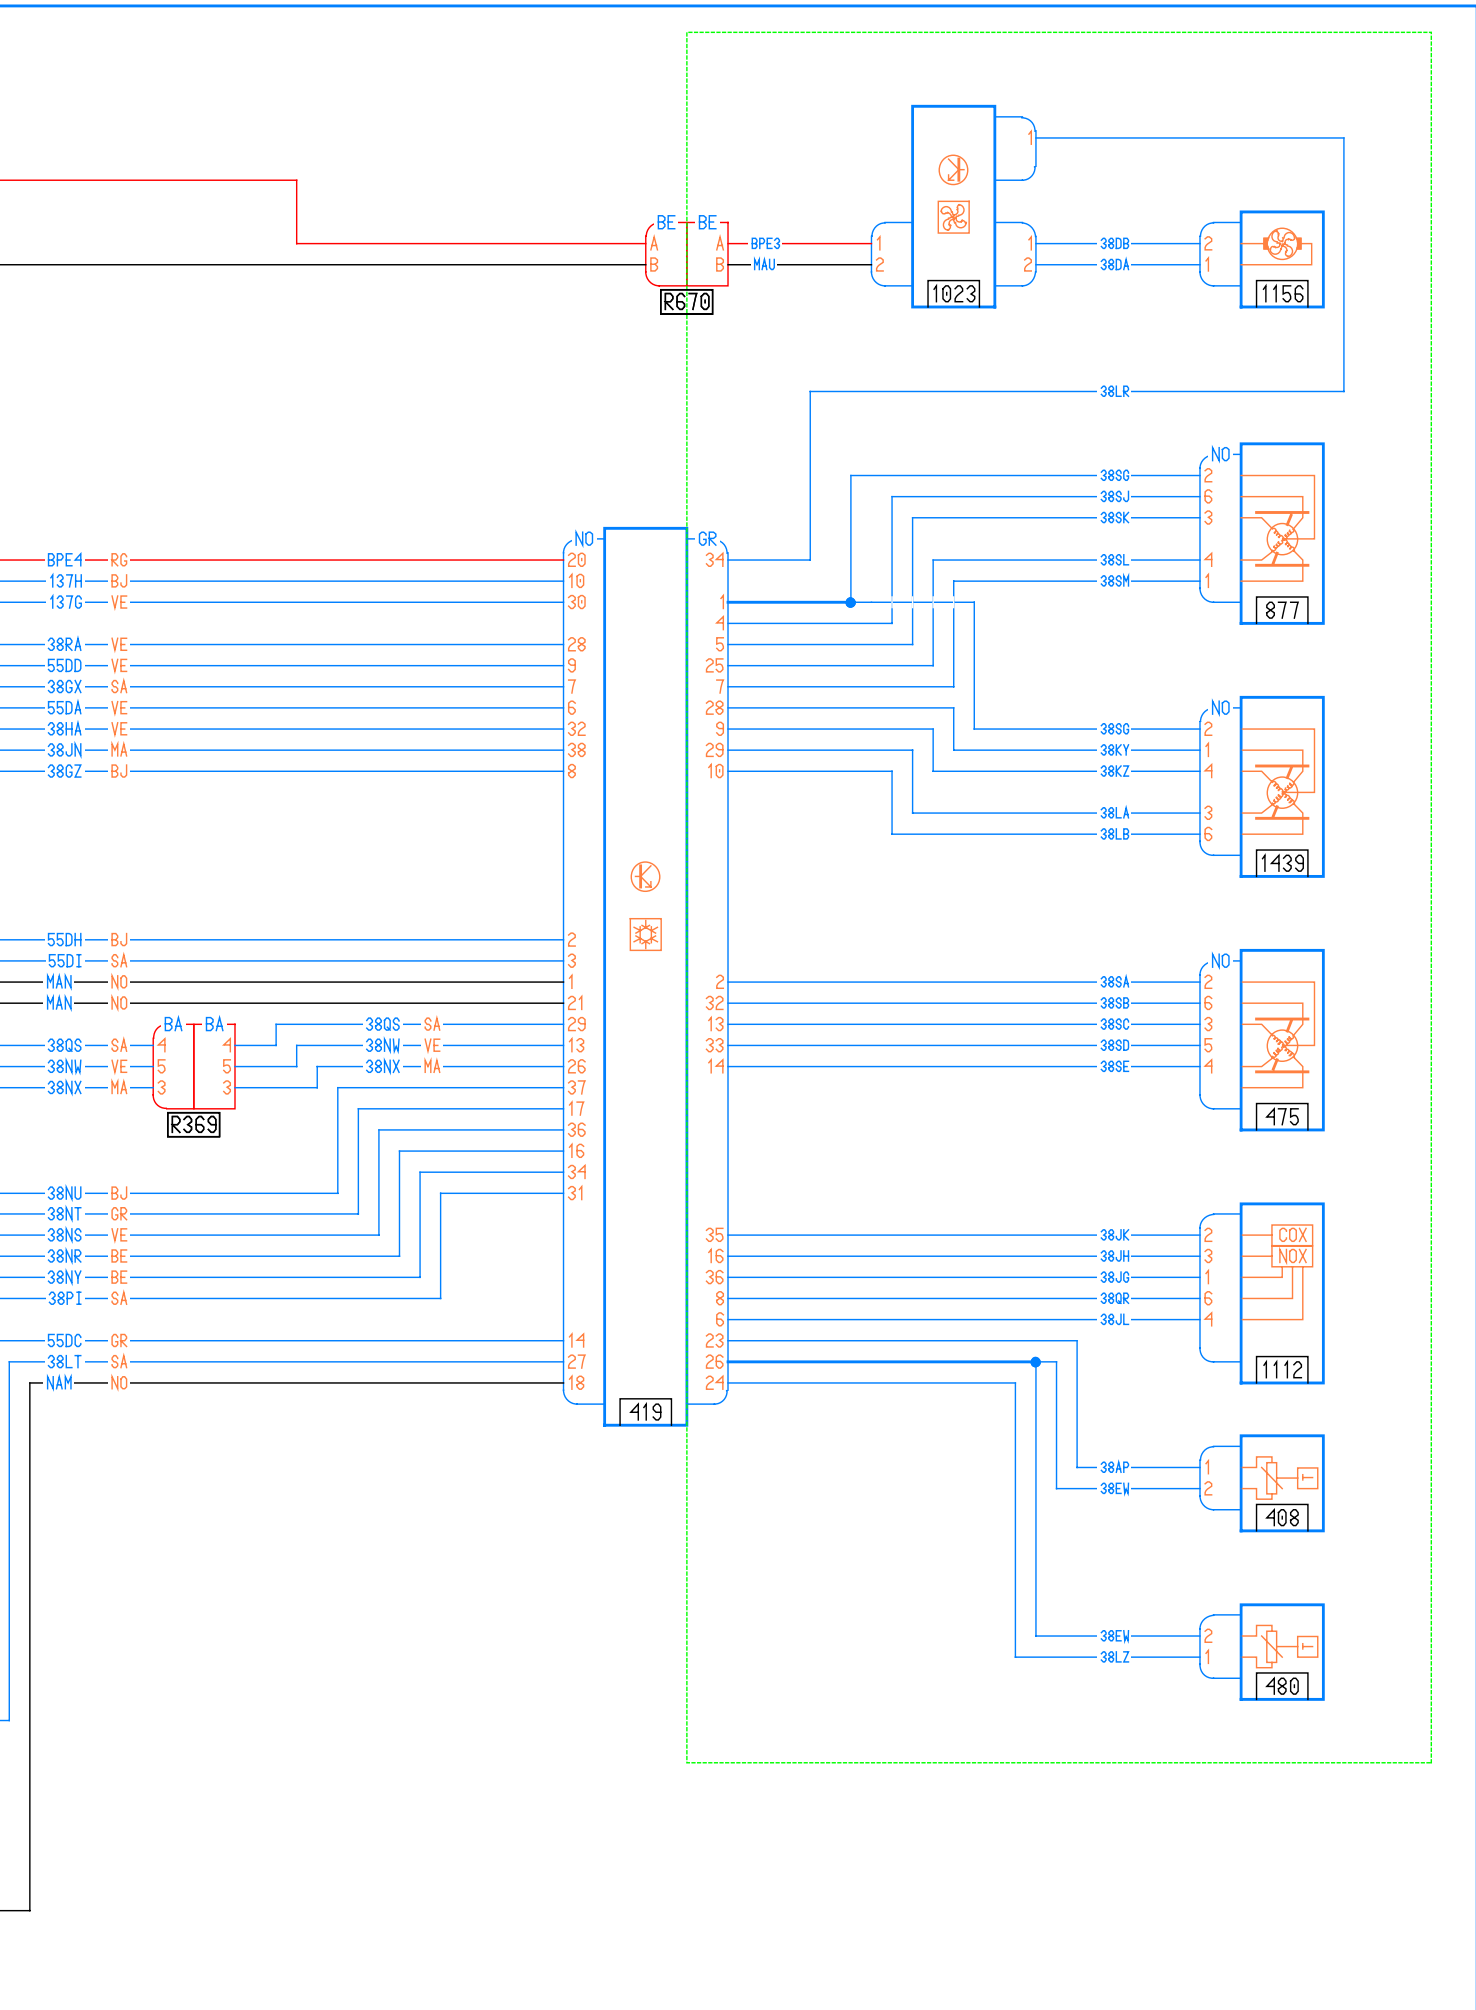 1
BE BE
A A BPE3 1 1 38DB 2
B B MAU 2 2 38DA 1
R670 1023 1156
38LR
NO
38SG 2
38SJ 6
38SK 3
NO GR
BPE4 RG 20 34 38SL 4
137H BJ 10 38SM 1
137G VE 30 1 877
4
38RA VE 28 5
55DD VE 9 25
38GX SA 7 7
55DA VE 6 28 NO
38HA VE 32 9 38SG 2
38JN MA 38 29 38KY 1
38GZ BJ 8 10 38KZ 4
38LA 3
38LB 6
1439
55DH BJ 2
55DI SA 3 NO
MAN NO 1 2 38SA 2
MAN NO 21 32 38SB 6
BA BA 38QS SA 29 13 38SC 3
38QS SA 4 4 38NW VE 13 33 38SD 5
38NW VE 5 5 38NX MA 26 14 38SE 4
38NX MA 3 3 37
R369 17 475
36
16
34
38NU BJ 31
38NT GR
38NS VE 35 38JK 2 COX
38NR BE 16 38JH 3 NOX
38NY BE 36 38JG 1
38PI SA 8 38QR 6
6 38JL 4
55DC GR 14 23
38LT SA 27 26 1112
NAM NO 18 24
419
38AP 1
38EW 2 T
408
38EW 2
38LZ 1 T
480